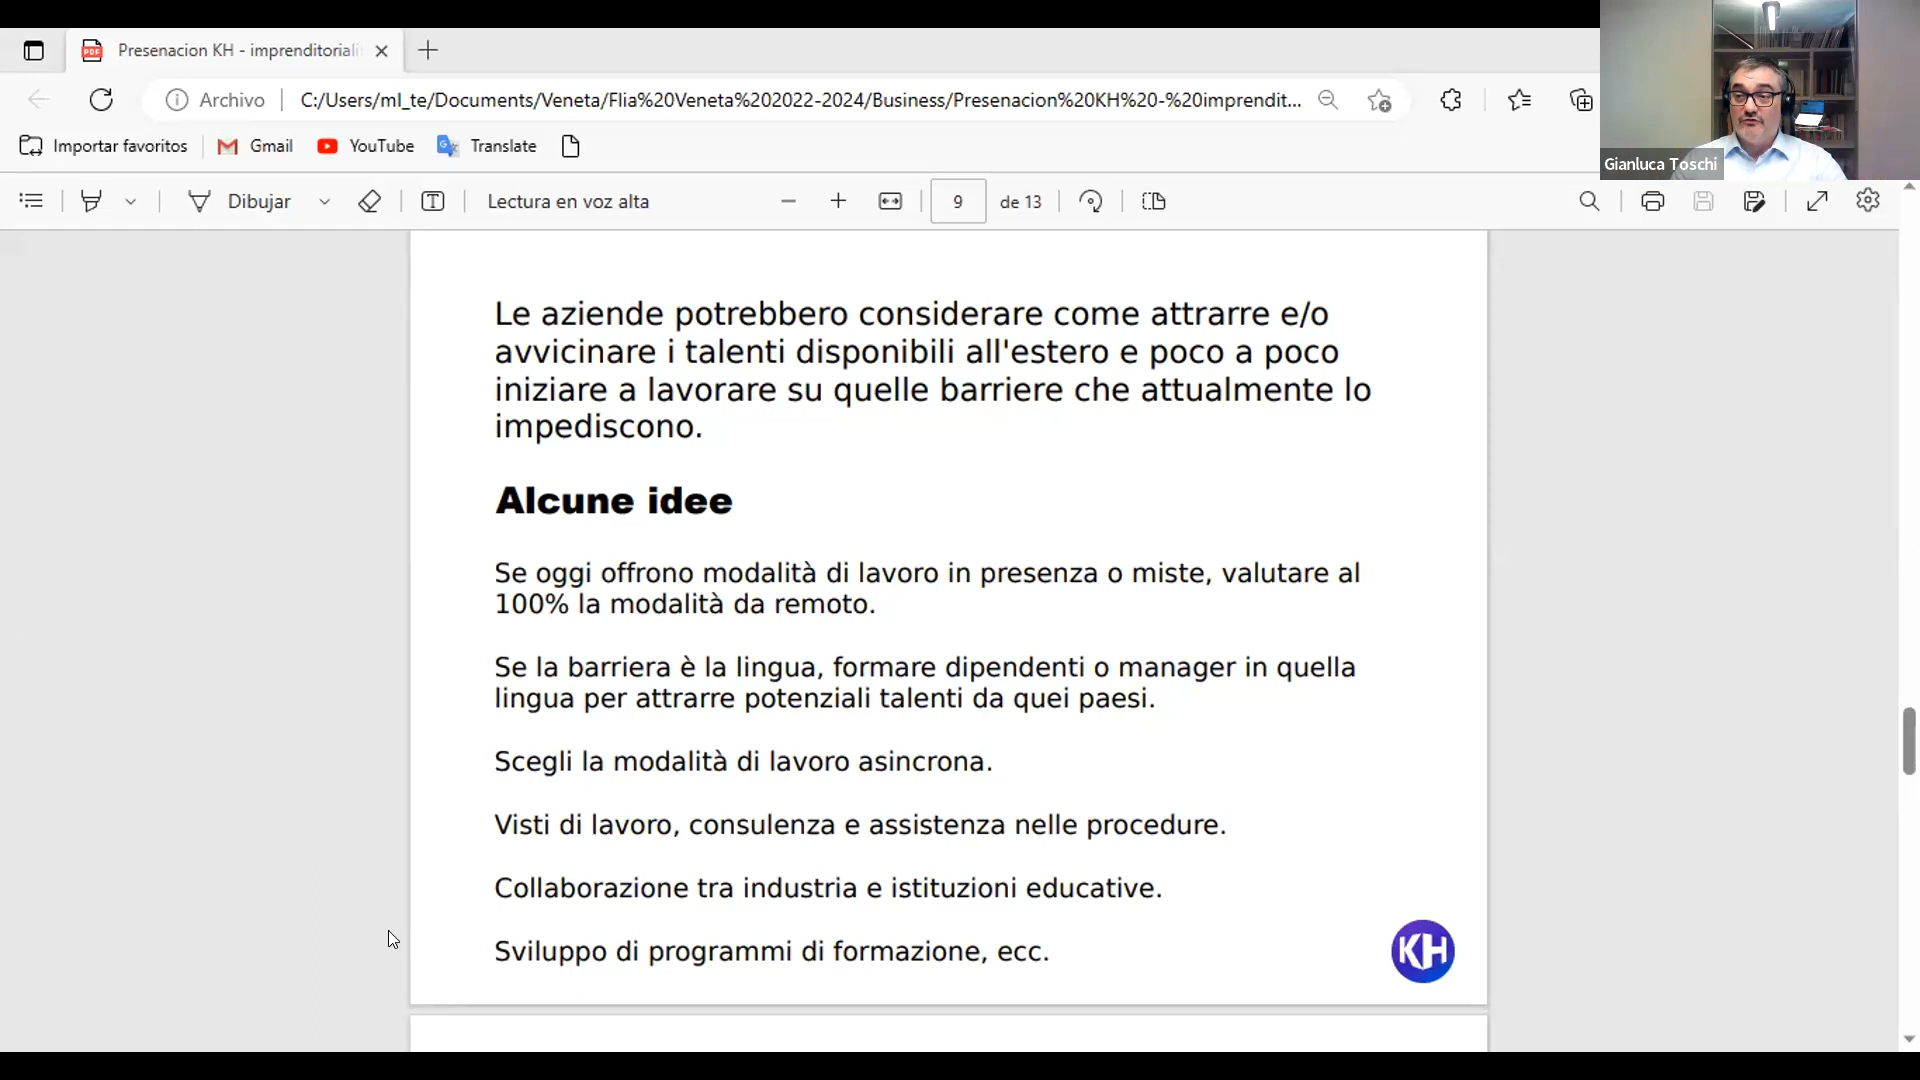 Presenacion KH - imprenditoriali
Archivo
C:/Users/ml_te/Documents/Veneta/Flia%20Veneta%202022-2024/Business/Presenacion%20KH%20-%20imprendit...
Importar favoritos
Gmail
YouTube
Translate
Gianluca Toschi
Dibujar
Lectura en voz alta
9
de 13
Le aziende potrebbero considerare come attrarre e/o
avvicinare i talenti disponibili all'estero e poco a poco
iniziare a lavorare su quelle barriere che attualmente lo
impediscono.
Alcune idee
Se oggi offrono modalità di lavoro in presenza o miste, valutare al
100% la modalità da remoto.
Se la barriera è la lingua, formare dipendenti o manager in quella
lingua per attrarre potenziali talenti da quei paesi.
Scegli la modalità di lavoro asincrona.
Visti di lavoro, consulenza e assistenza nelle procedure.
Collaborazione tra industria e istituzioni educative.
Sviluppo di programmi di formazione, ecc.
KH